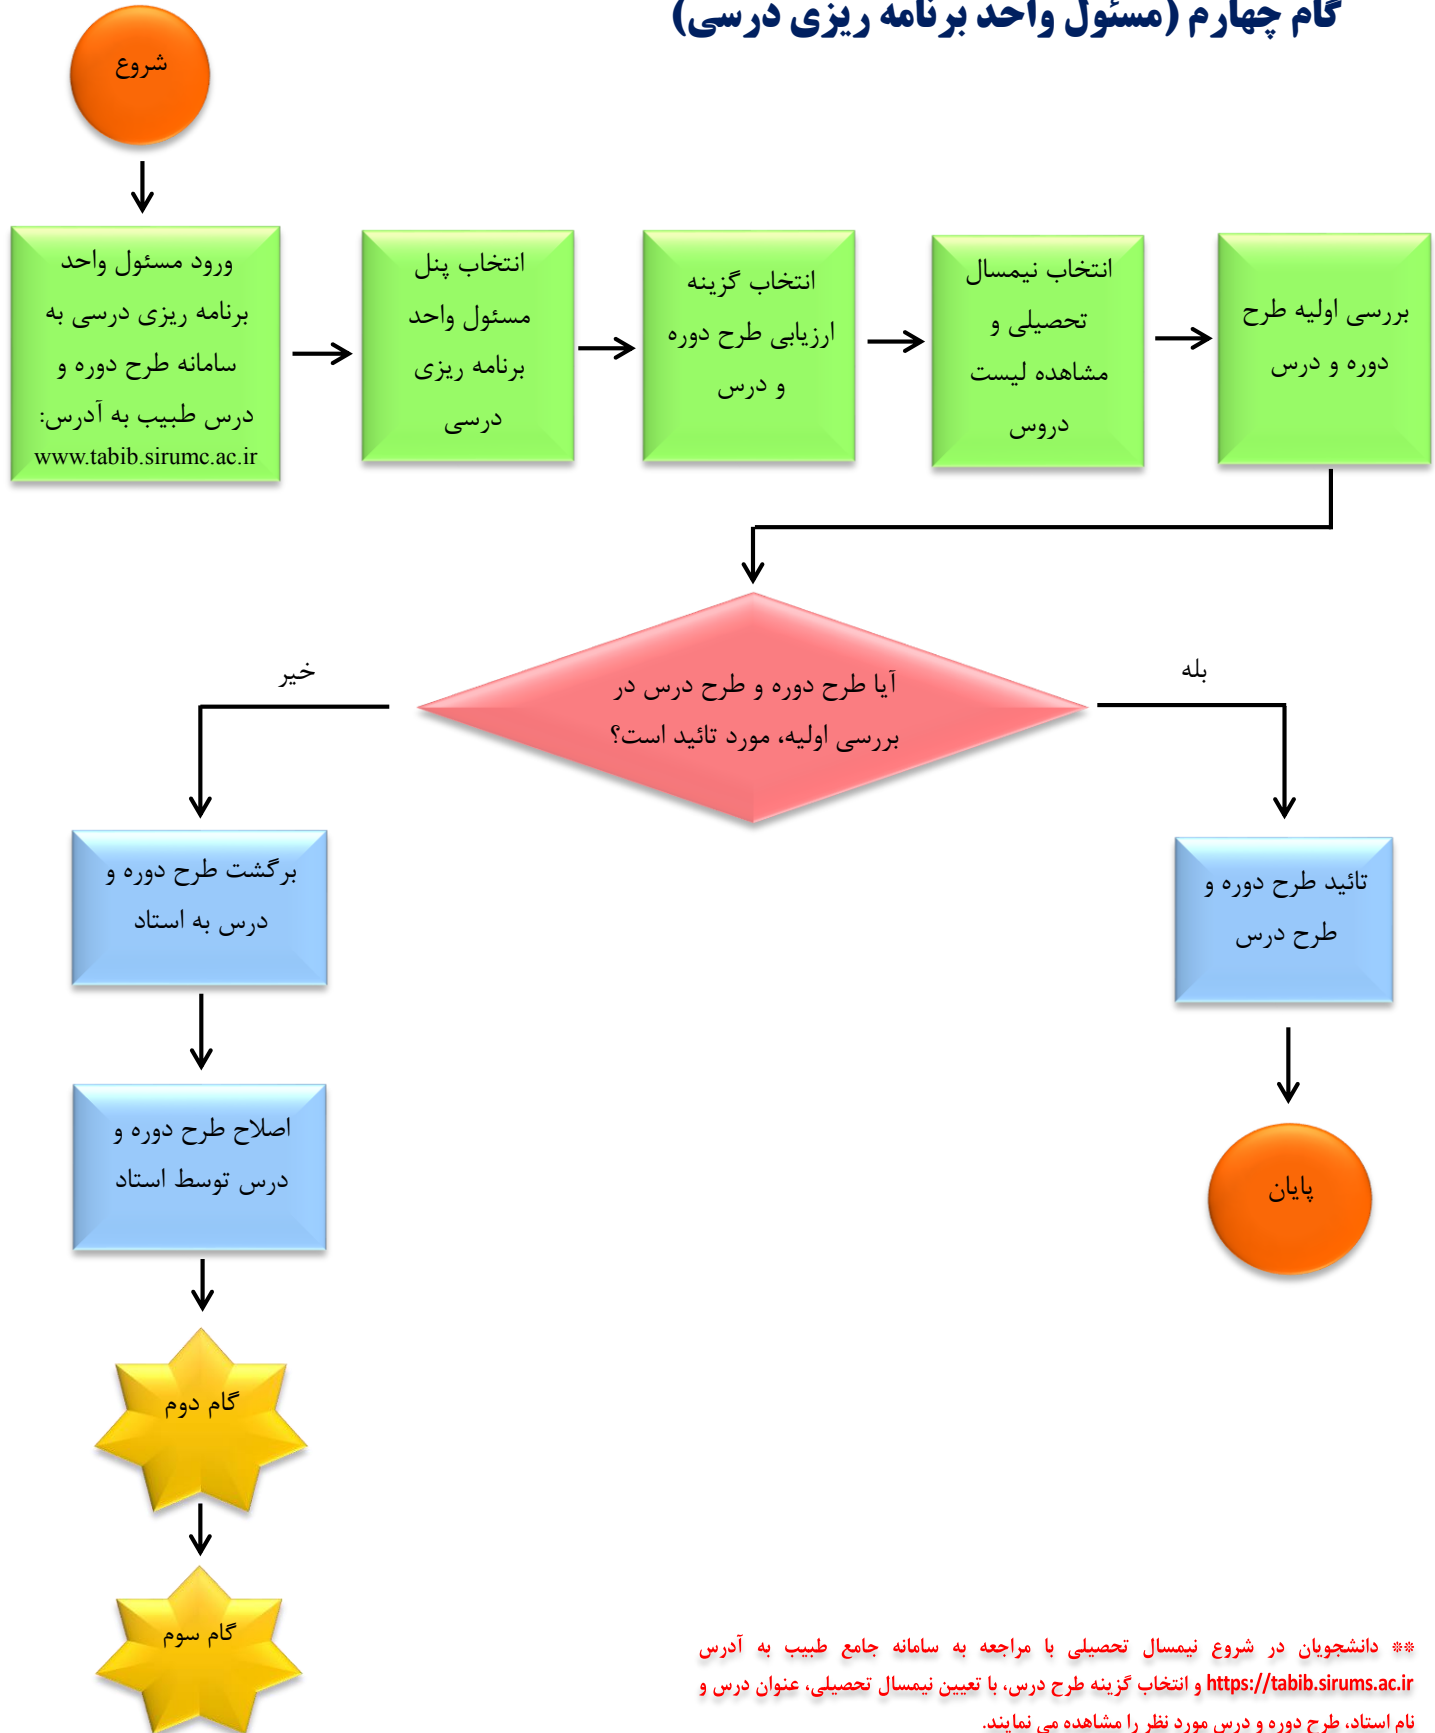 گام چهارم (مسئول واحد برنامه ریزی درسی)
شروع
ورود مسئول واحد
برنامه ریزی درسی به
سامانه طرح دوره و
درس طبیب به آدرس:
www.tabib.sirumc.ac.ir
انتخاب پنل
مسئول واحد
برنامه ریزی
درسی
انتخاب گزینه
ارزیابی طرح دوره
و درس
انتخاب نیمسال
تحصیلی و
مشاهده لیست
دروس
بررسی اولیه طرح
دوره و درس
آیا طرح دوره و طرح درس در
بررسی اولیه، مورد تائید است؟
خیر
بله
برگشت طرح دوره و
درس به استاد
تائید طرح دوره و
طرح درس
اصلاح طرح دوره و
درس توسط استاد
پایان
گام دوم
گام سوم
** دانشجویان در شروع نیمسال تحصیلی با مراجعه به سامانه جامع طبیب به آدرس
https://tabib.sirums.ac.ir و انتخاب گزینه طرح درس، با تعیین نیمسال تحصیلی، عنوان درس و
نام استاد، طرح دوره و درس مورد نظر را مشاهده می نمایند.